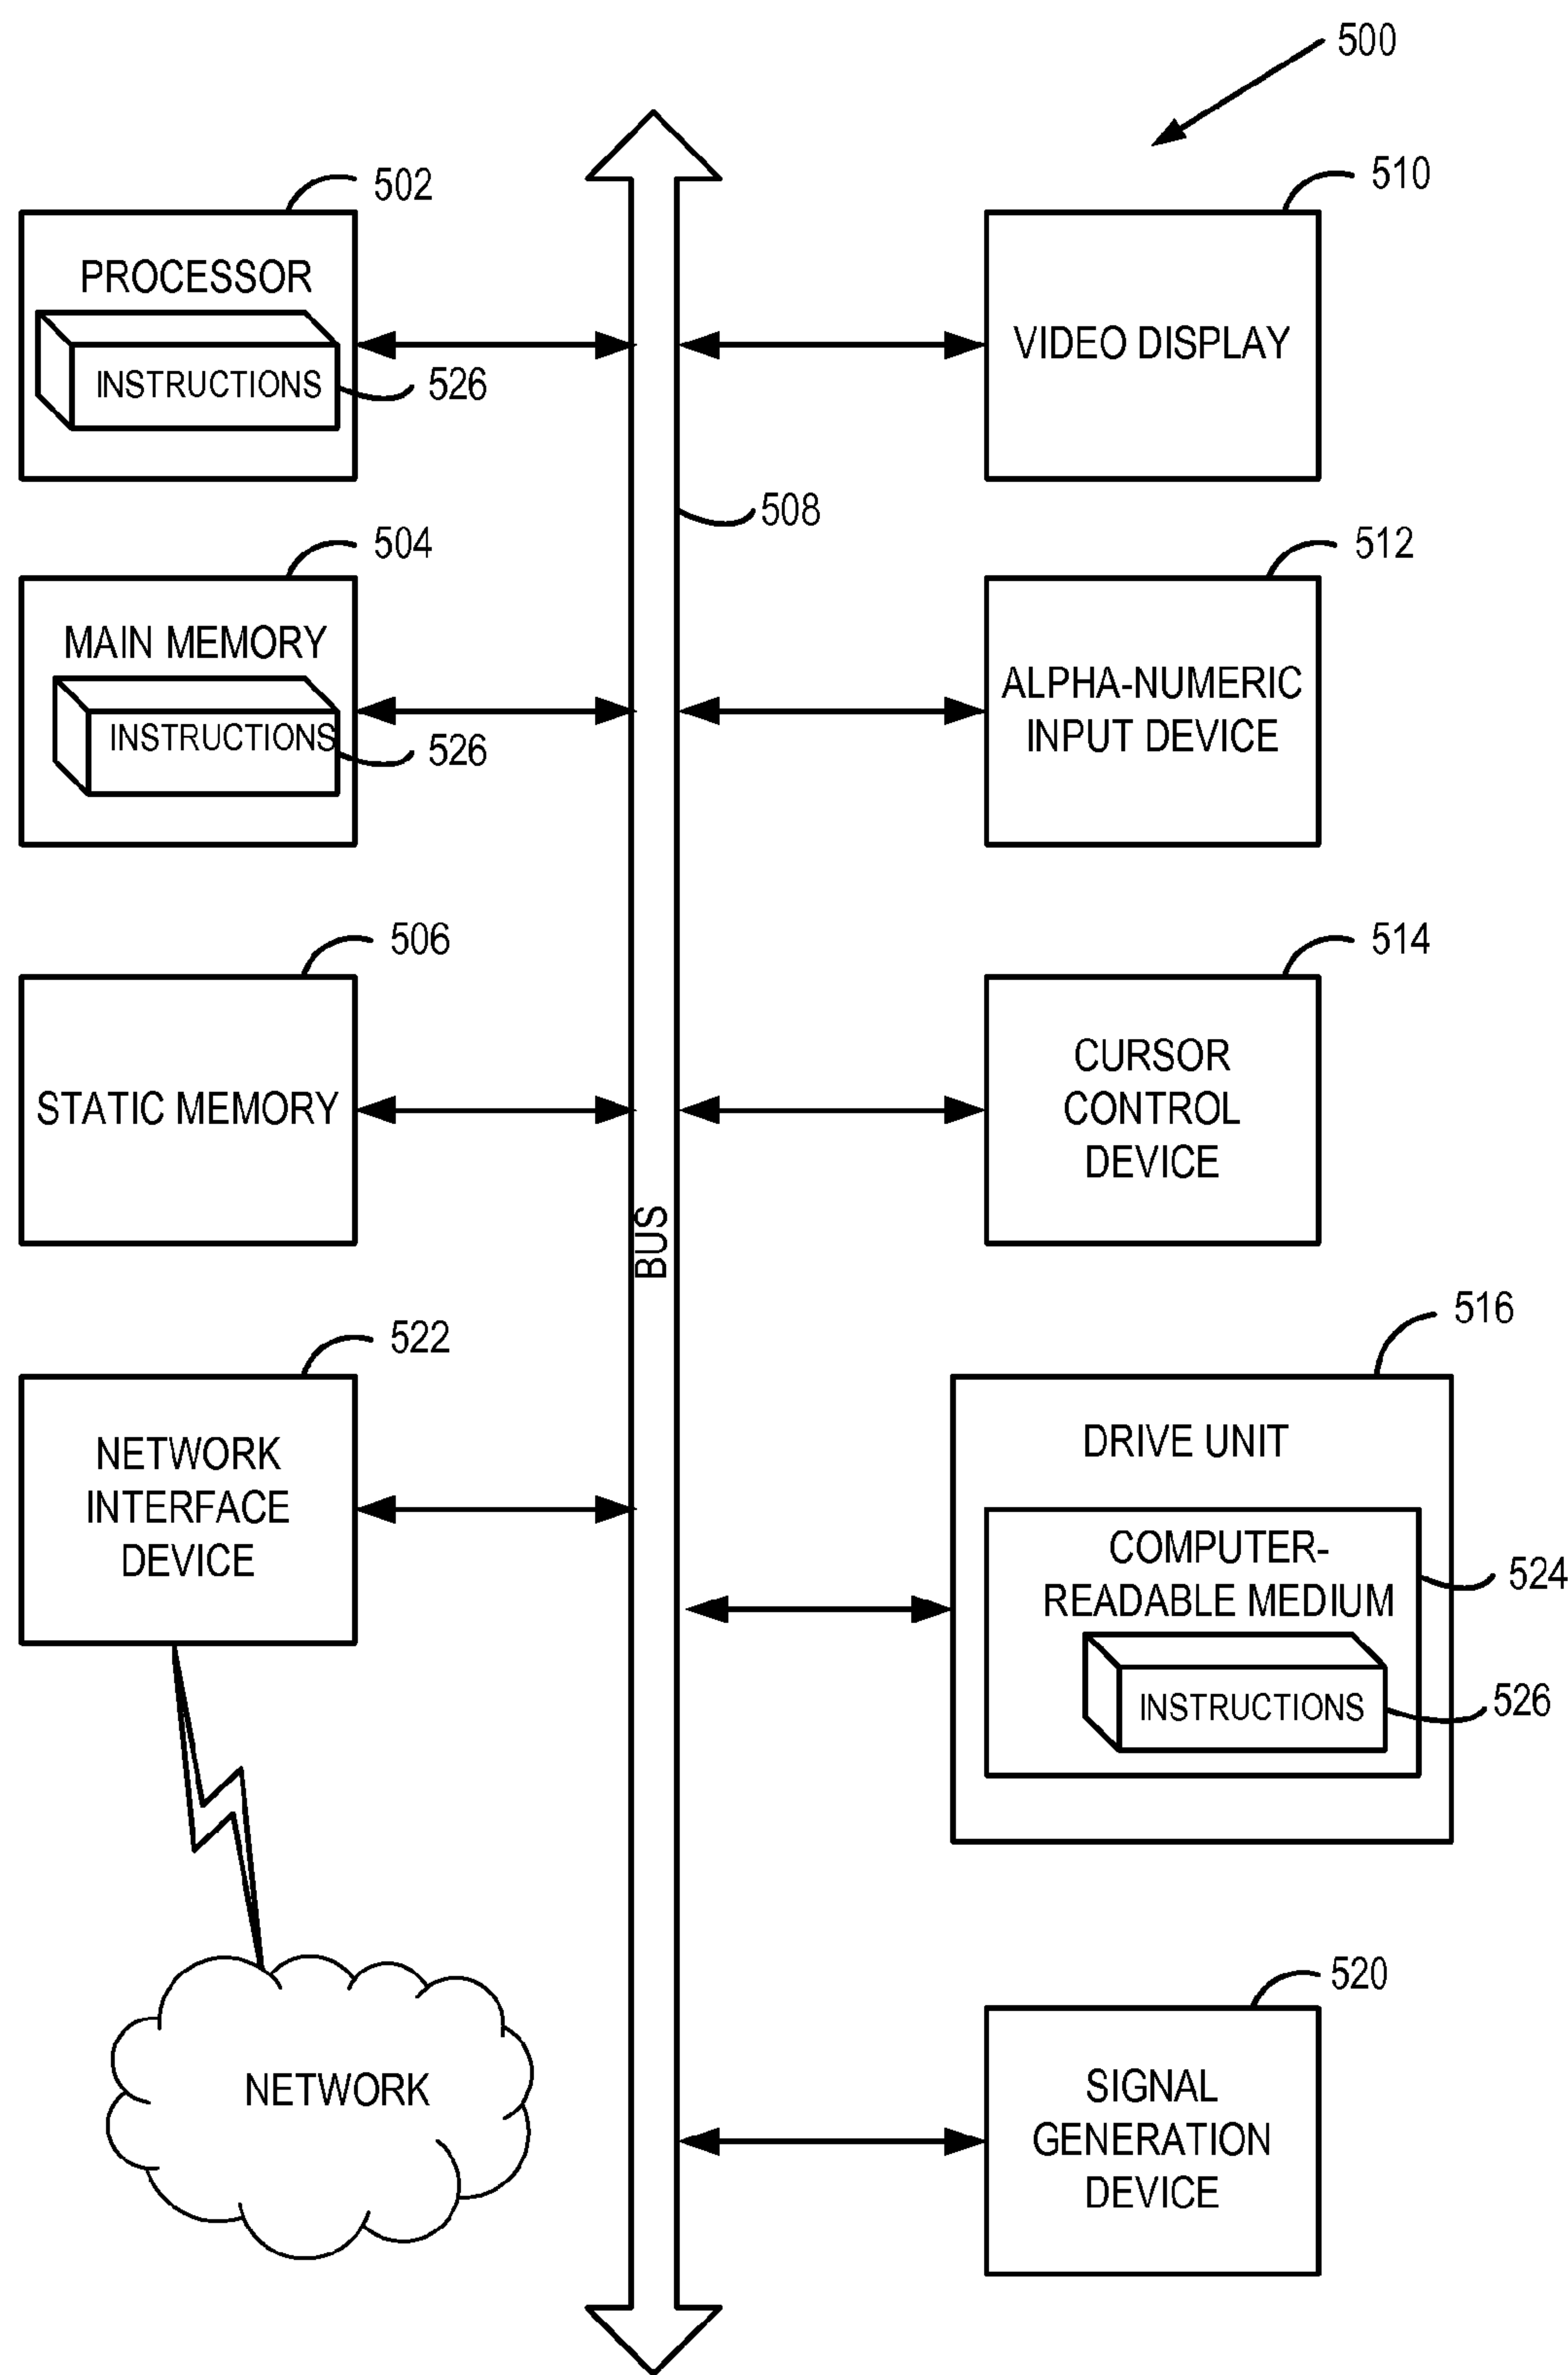 500
502
PROCESSOR
INSTRUCTIONS
526
510
VIDEO DISPLAY
508
504
MAIN MEMORY
INSTRUCTIONS
526
512
ALPHA-NUMERIC
INPUT DEVICE
506
STATIC MEMORY
514
CURSOR
CONTROL
DEVICE
BUS
522
NETWORK
INTERFACE
DEVICE
516
DRIVE UNIT
COMPUTER-
READABLE MEDIUM
524
INSTRUCTIONS
526
NETWORK
520
SIGNAL
GENERATION
DEVICE